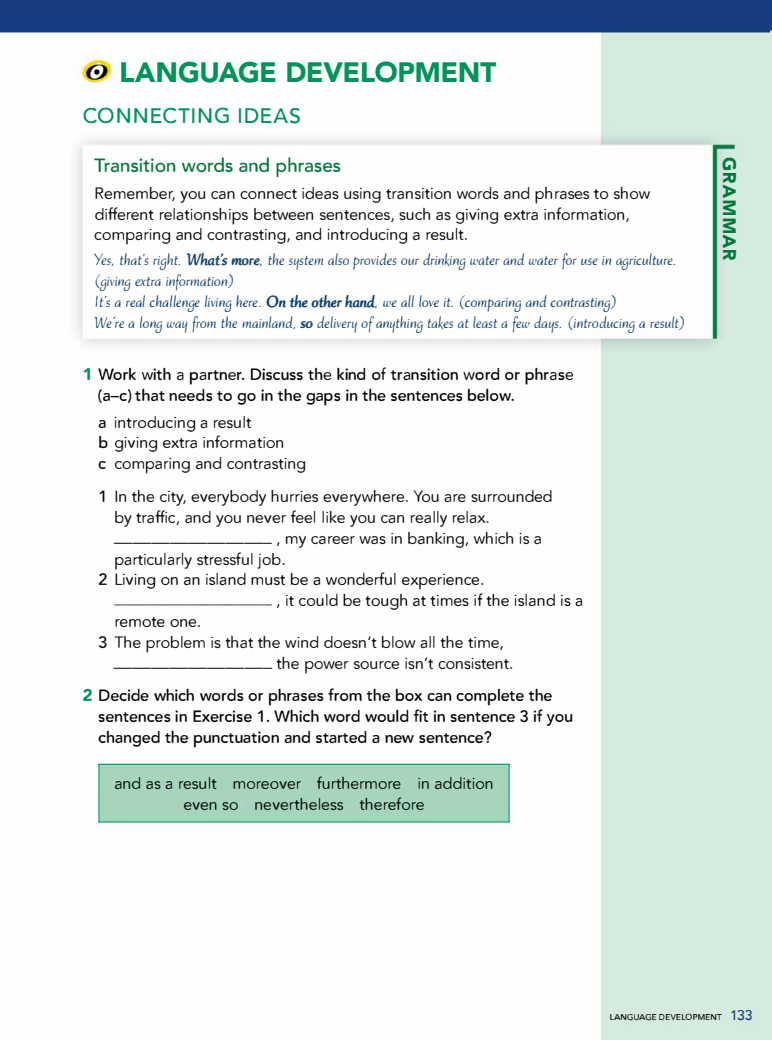 LANGUAGE DEVELOPMENT
CONNECTING IDEAS
GRAMMAR
Transition words and phrases
Remember, you can connect ideas using transition words and phrases to show
different relationships between sentences, such as giving extra information,
comparing and contrasting, and introducing a result.
Yes, that's right. What's more, the system also provides our drinking water and water for use in agriculture.
(giving extra information)
It's a real challenge living here. On the other hand, we all love it. (comparing and contrasting)
We're a long way from the mainland, so delivery of anything takes at least a few days. (introducing a result)
1 Work with a partner. Discuss the kind of transition word or phrase
(a–c) that needs to go in the gaps in the sentences below.
a introducing a result
b giving extra information
c comparing and contrasting
1 In the city, everybody hurries everywhere. You are surrounded
by traffic, and you never feel like you can really relax.
__________________ , my career was in banking, which is a
particularly stressful job.
2 Living on an island must be a wonderful experience.
__________________ , it could be tough at times if the island is a
remote one.
3 The problem is that the wind doesn't blow all the time,
__________________ the power source isn't consistent.
2 Decide which words or phrases from the box can complete the
sentences in Exercise 1. Which word would fit in sentence 3 if you
changed the punctuation and started a new sentence?
and as a result moreover furthermore in addition
even so nevertheless therefore
LANGUAGE DEVELOPMENT 133